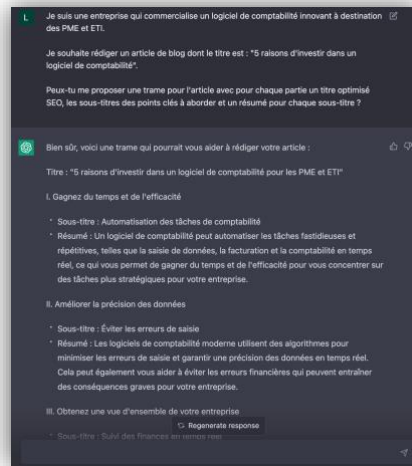 L
Je suis une entreprise qui commercialise un logiciel de comptabilité innovant à destination
des PME et ETI.
Je souhaite rédiger un article de blog dont le titre est : "5 raisons d'investir dans un
logiciel de comptabilité".
Peux-tu me proposer une trame pour l'article avec pour chaque partie un titre optimisé
SEO, les sous-titres des points clés à aborder et un résumé pour chaque sous-titre ?
Bien sûr, voici une trame qui pourrait vous aider à rédiger votre article :
Titre : "5 raisons d'investir dans un logiciel de comptabilité pour les PME et ETI"
I. Gagnez du temps et de l'efficacité
• Sous-titre : Automatisation des tâches de comptabilité
• Résumé : Un logiciel de comptabilité peut automatiser les tâches fastidieuses et
répétitives, telles que la saisie de données, la facturation et la comptabilité en temps
réel, ce qui vous permet de gagner du temps et de l'efficacité pour vous concentrer sur
des tâches plus stratégiques pour votre entreprise.
II. Améliorer la précision des données
• Sous-titre : Éviter les erreurs de saisie
• Résumé : Les logiciels de comptabilité moderne utilisent des algorithmes pour
minimiser les erreurs de saisie et garantir une précision des données en temps réel.
Cela peut également vous aider à éviter les erreurs financières qui peuvent entraîner
des conséquences graves pour votre entreprise.
III. Obtenez une vue d'ensemble de votre entreprise
Regenerate response
• Sous-titre : Suivi des finances en temps réel